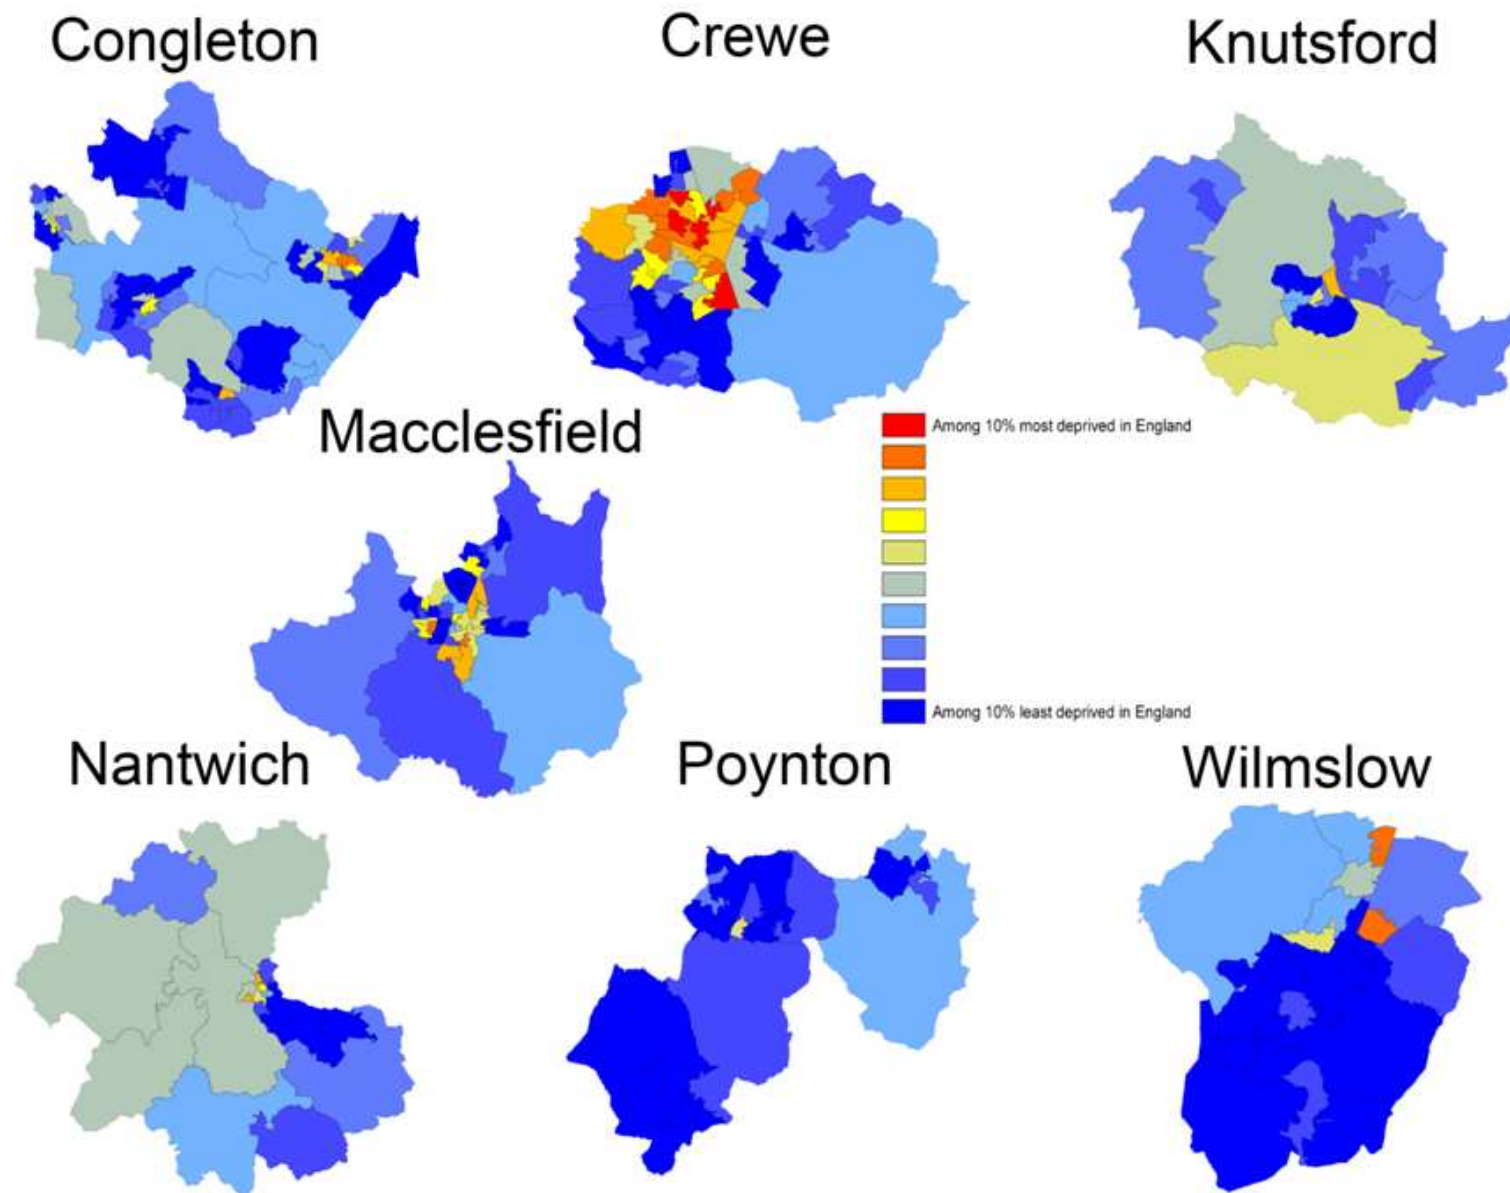 Congleton
Crewe
Knutsford
Macclesfield
Among 10% most deprived in England
Among 10% least deprived in England
Nantwich
Poynton
Wilmslow